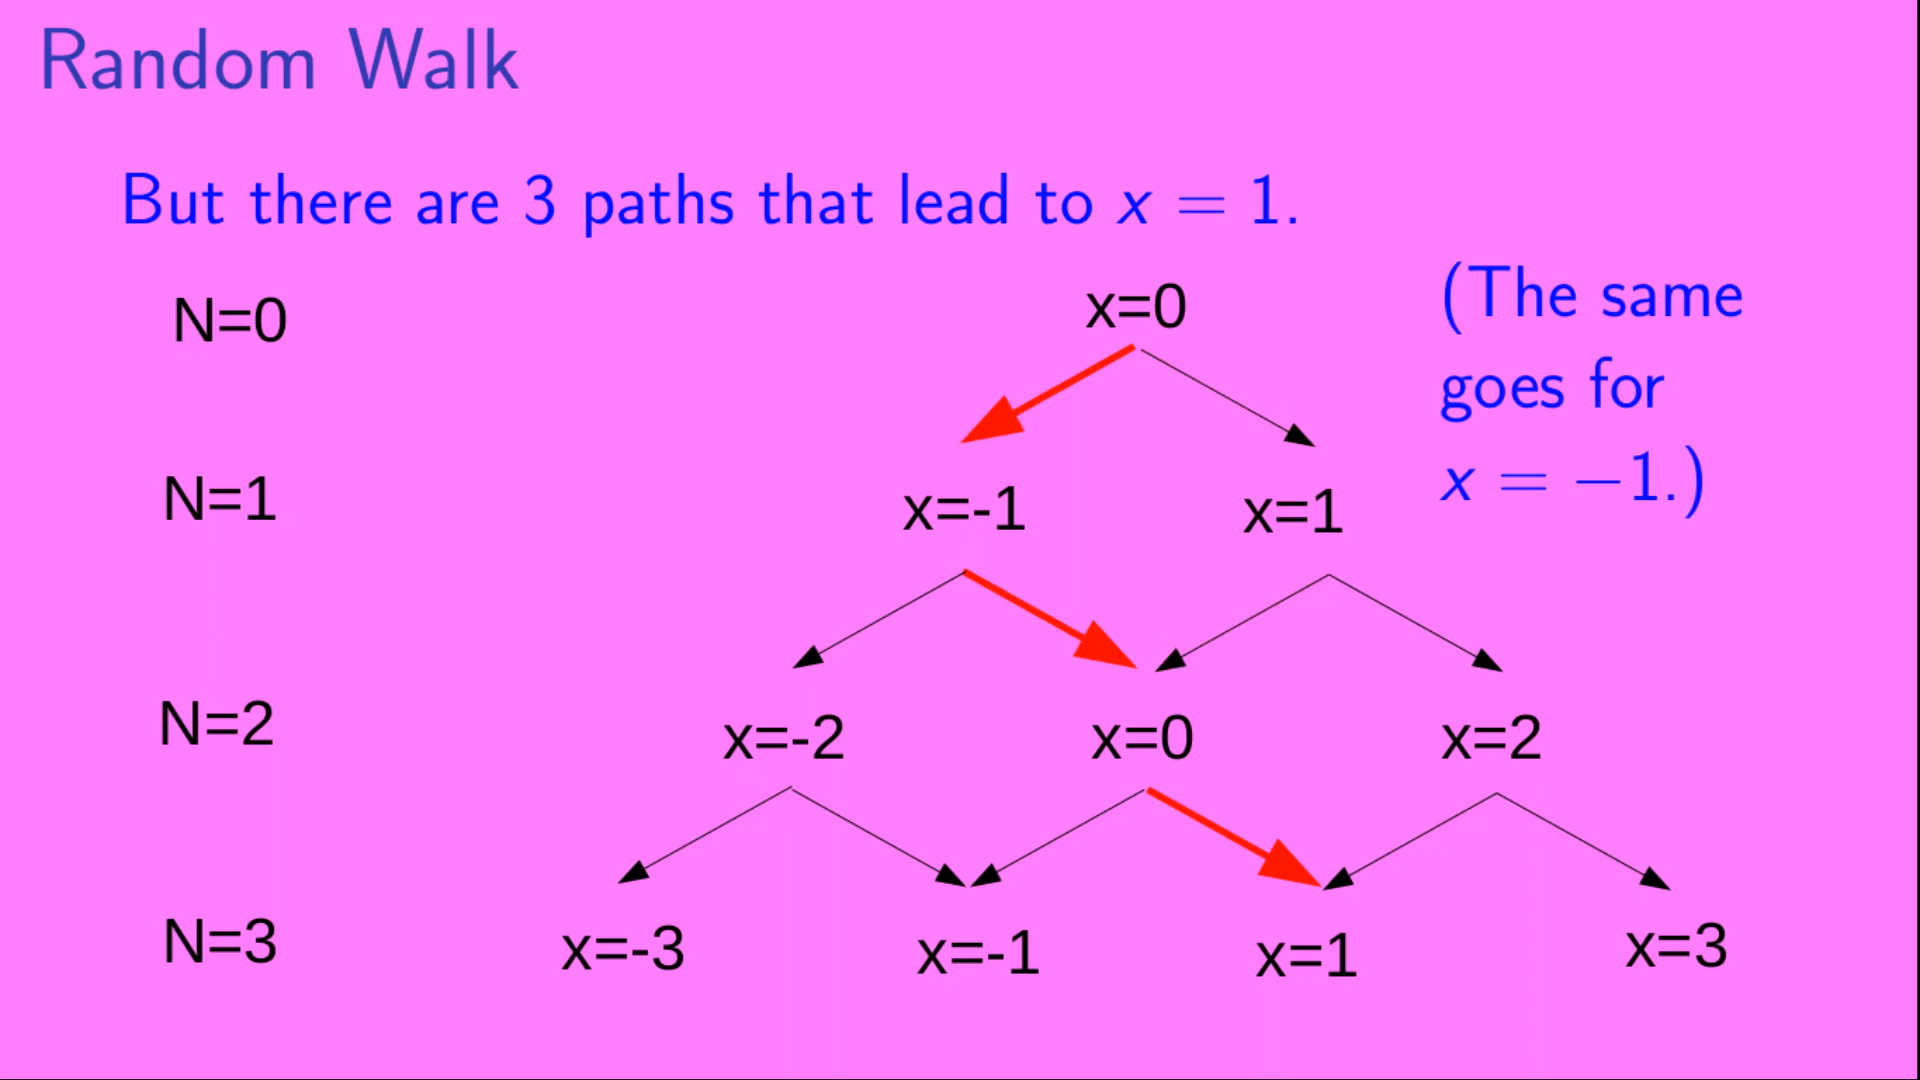 Random Walk
But there are 3 paths that lead to x = 1.
(The same
goes for
x = −1.)
N=0
x=0
N=1
x=-1 x=1
N=2
x=-2 x=0 x=2
N=3
x=-3 x=-1 x=1 x=3